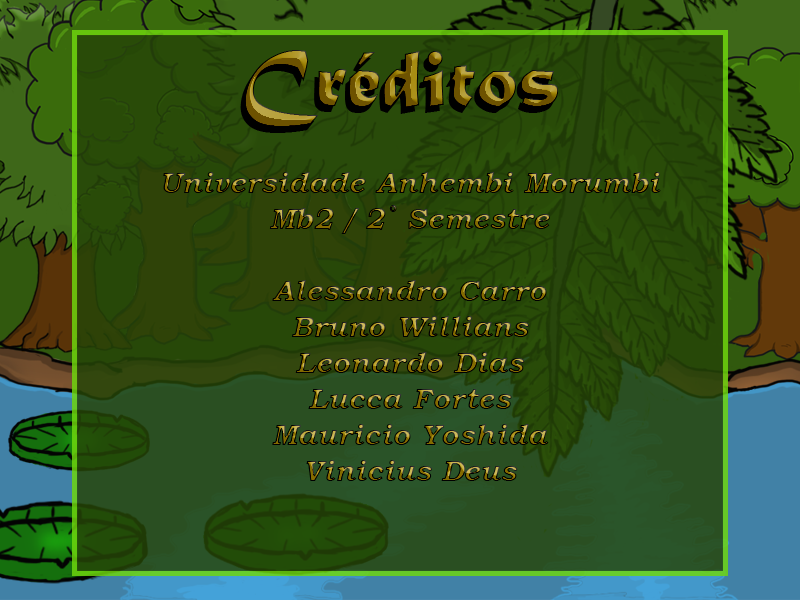 Créditos
Universidade Anhembi Morumbi
Mb2 / 2° Semestre
Alessandro Carro
Bruno Willians
Leonardo Dias
Lucca Fortes
Mauricio Yoshida
Vinicius Deus